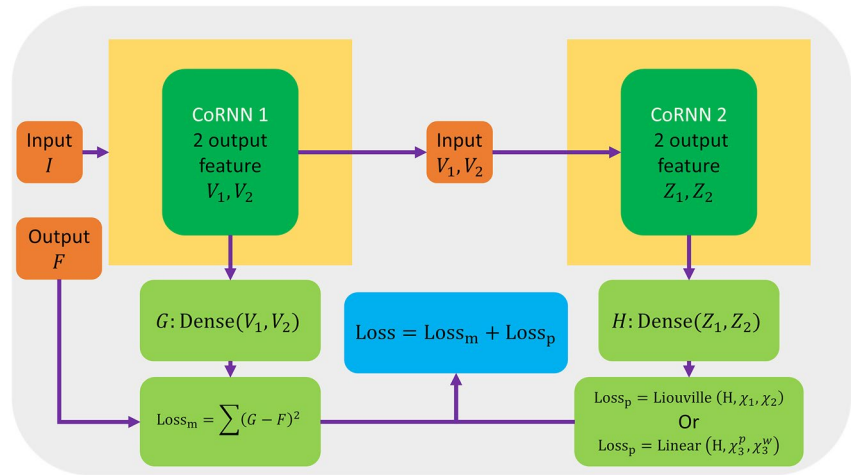 Input
I
Output
F
CoRNN 1
2 output
feature
V₁, V₂
Input
V₁, V₂
CoRNN 2
2 output
feature
Z₁, Z₂
G: Dense(V₁, V₂)
Loss = Lossₘ + Lossₚ
H: Dense(Z₁, Z₂)
Lossₘ = ∑(G − F)²
Lossₚ = Liouville (H, χ₁, χ₂)
Or
Lossₚ = Linear (H, χ₃ᵖ, χ₃ʷ)